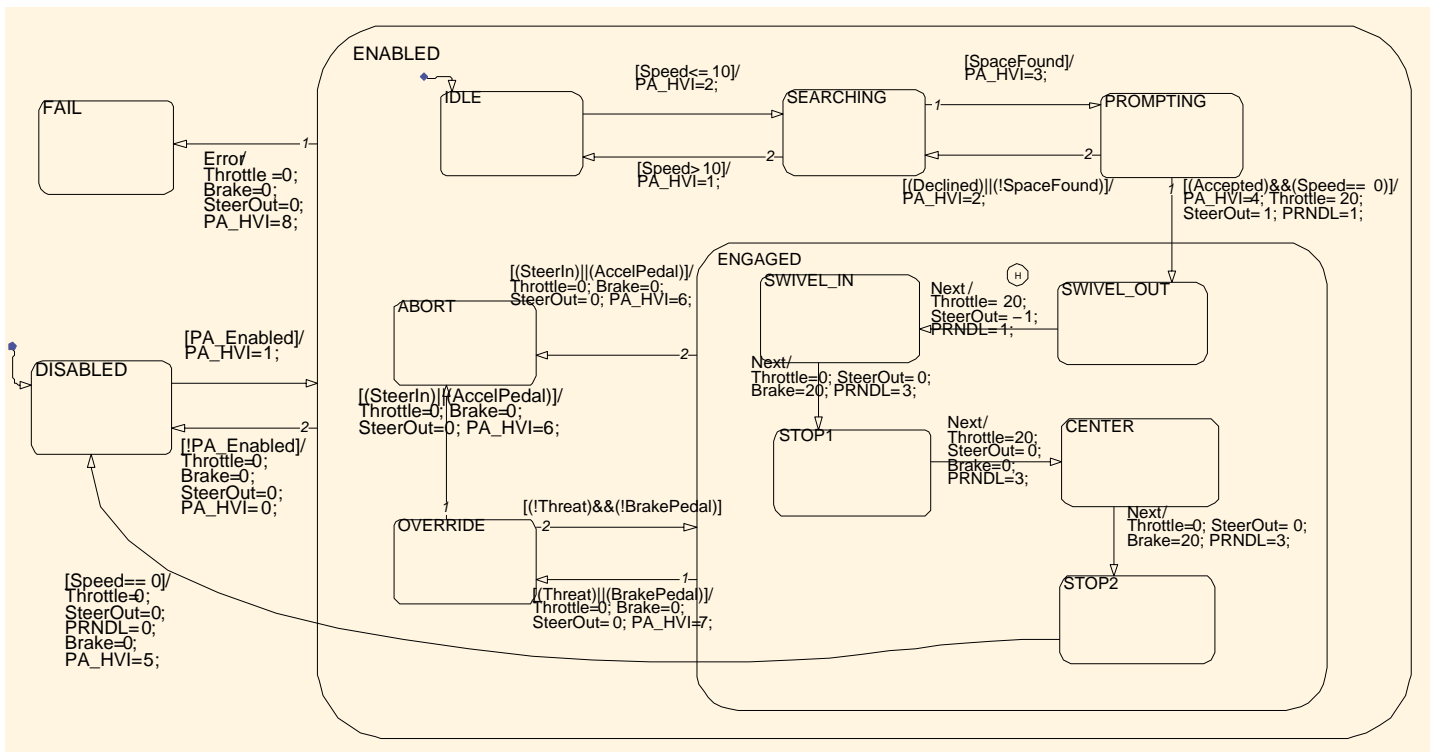 ENABLED
[Speed<= 10]/
PA_HVI=2;
[SpaceFound]/
PA_HVI=3;
FAIL
IDLE
SEARCHING
PROMPTING
1
2
2
1
Error/
Throttle =0;
Brake=0;
SteerOut=0;
PA_HVI=8;
[Speed> 10]/
PA_HVI=1;
[(Declined)||(!SpaceFound)]/
PA_HVI=2;
1
[(Accepted)&&(Speed== 0)]/
PA_HVI=4; Throttle= 20;
SteerOut= 1; PRNDL=1;
ENGAGED
[(SteerIn)||(AccelPedal)]/
Throttle=0; Brake=0;
SteerOut= 0; PA_HVI=6;
H
SWIVEL_IN
SWIVEL_OUT
Next /
Throttle= 20;
SteerOut= –1;
PRNDL=1;
ABORT
2
[PA_Enabled]/
PA_HVI=1;
DISABLED
Next/
Throttle=0; SteerOut= 0;
Brake=20; PRNDL=3;
[(SteerIn)||(AccelPedal)]/
Throttle=0; Brake=0;
SteerOut=0; PA_HVI=6;
2
[!PA_Enabled]/
Throttle=0;
Brake=0;
SteerOut=0;
PA_HVI= 0;
STOP1
Next/
Throttle=20;
SteerOut= 0;
Brake=0;
PRNDL=3;
CENTER
1
OVERRIDE
2
[(!Threat)&&(!BrakePedal)]
Next/
Throttle=0; SteerOut= 0;
Brake=20; PRNDL=3;
1
[(Threat)||(BrakePedal)]/
Throttle=0; Brake=0;
SteerOut= 0; PA_HVI=7;
STOP2
[Speed== 0]/
Throttle=0;
SteerOut=0;
PRNDL= 0;
Brake=0;
PA_HVI=5;